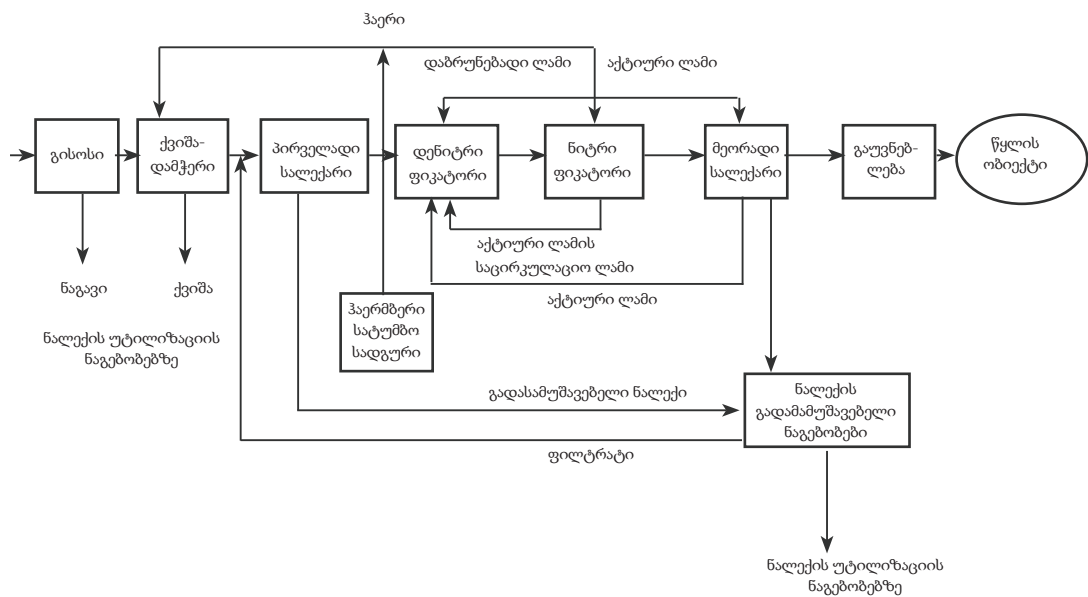 ჰაერი
დაბრუნებადი ლამი
აქტიური ლამი
გისოსი
ქვიშა-
დამჭერი
პირველადი
სალექარი
დენიტრი
ფიკატორი
ნიტრი
ფიკატორი
მეორადი
სალექარი
გაუვნებ-
ლება
წყლის
ობიექტი
აქტიური ლამის
საცირკულაციო ლამი
აქტიური ლამი
ნაგავი
ქვიშა
ნალექის უტილიზაციის
ნაგებობებზე
ჰაერმბერი
სატუმბო
სადგური
გადასამუშავებელი ნალექი
ნალექის
გადამამუშავებელი
ნაგებობები
ფილტრატი
ნალექის უტილიზაციის
ნაგებობებზე